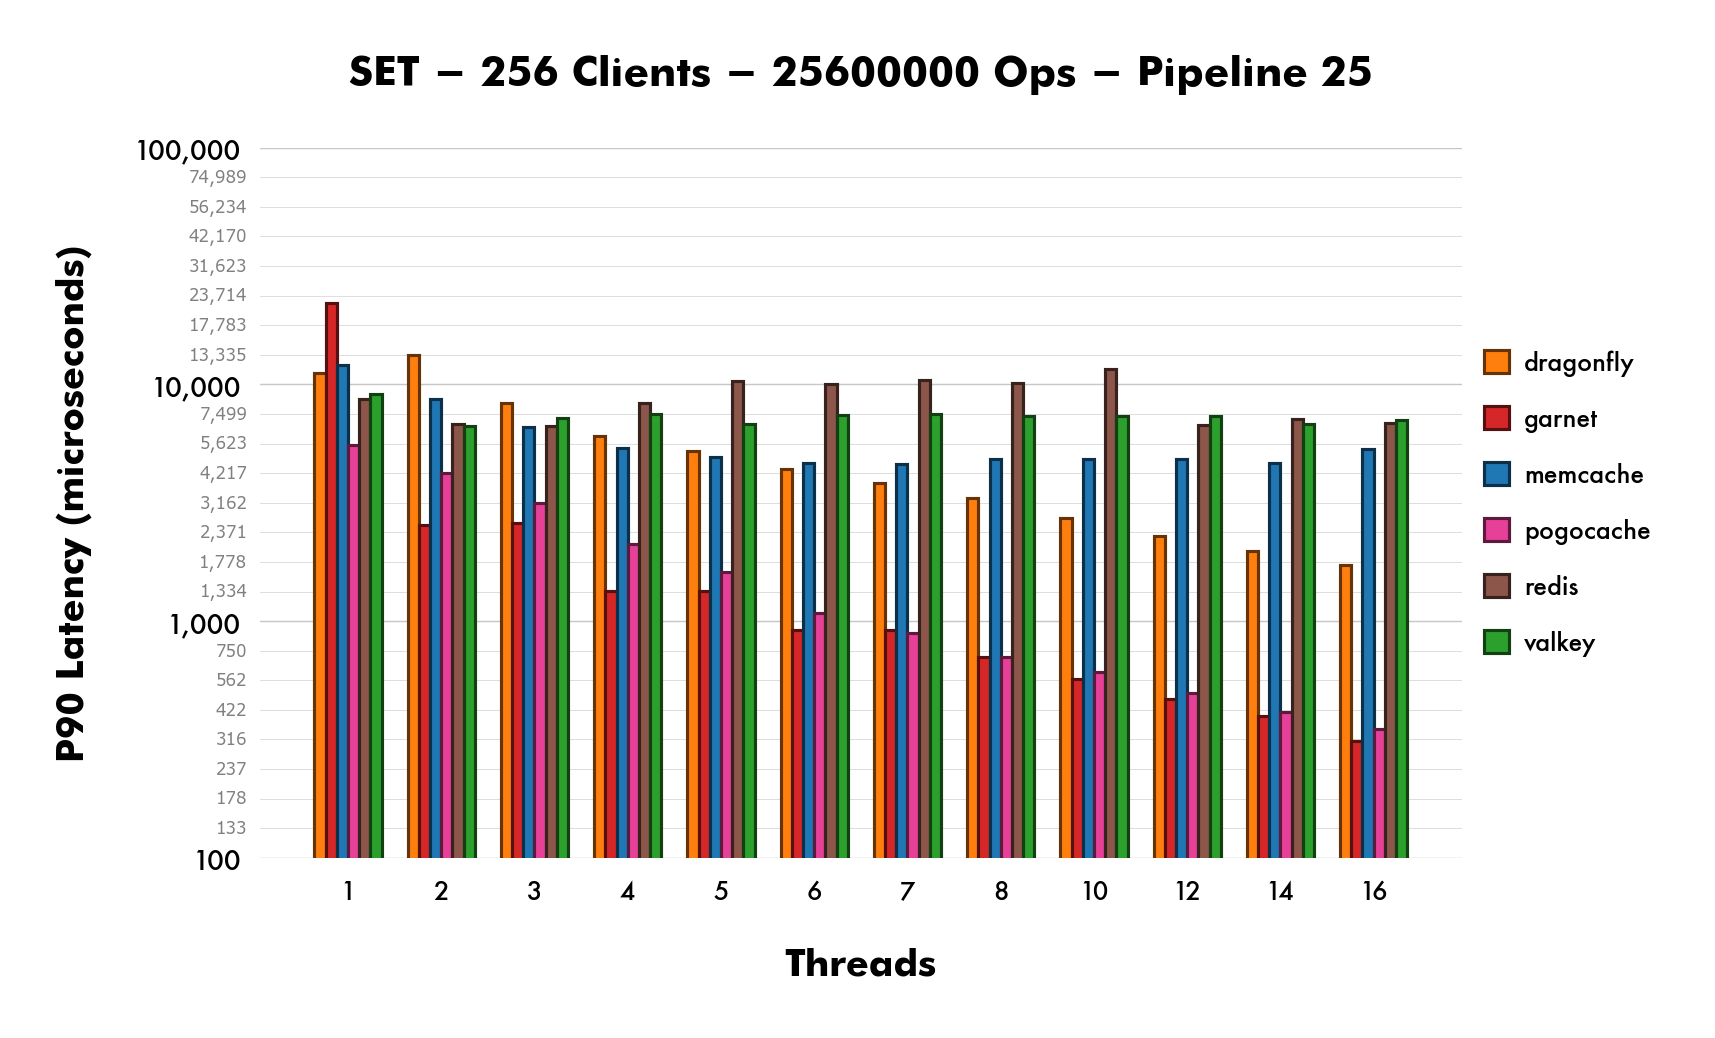 SET – 256 Clients – 25600000 Ops – Pipeline 25
P90 Latency (microseconds)
100,000
74,989
56,234
42,170
31,623
23,714
17,783
13,335
10,000
7,499
5,623
4,217
3,162
2,371
1,778
1,334
1,000
750
562
422
316
237
178
133
100
1 2 3 4 5 6 7 8 10 12 14 16
Threads
dragonfly
garnet
memcache
pogocache
redis
valkey